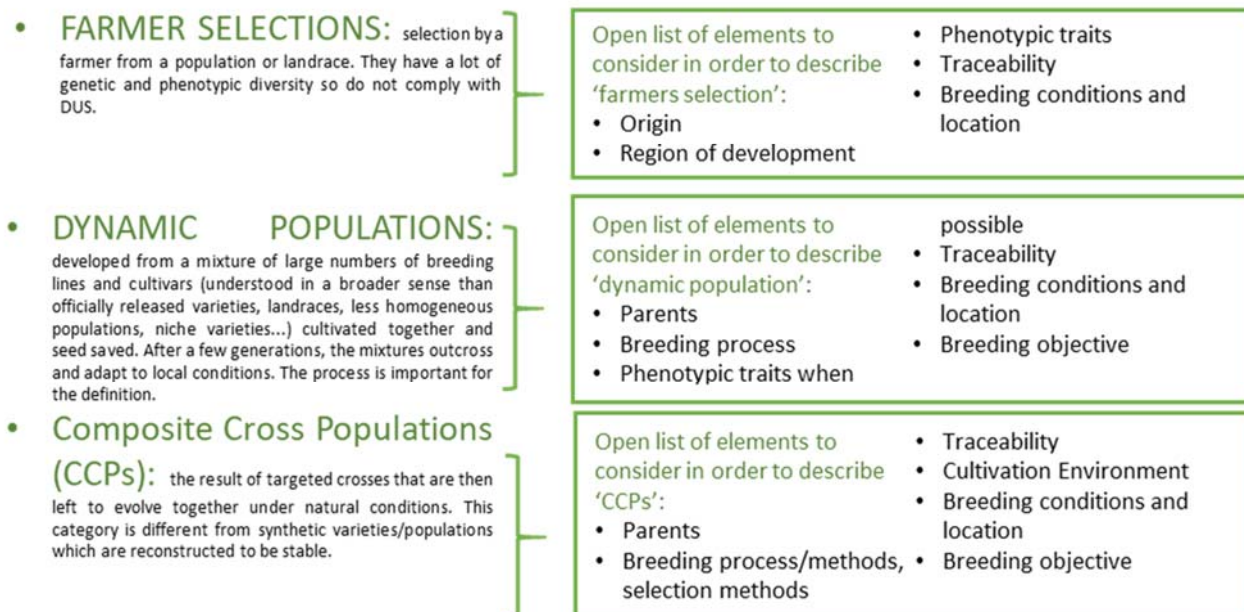 • FARMER SELECTIONS: selection by a
farmer from a population or landrace. They have a lot of
genetic and phenotypic diversity so do not comply with
DUS.
Open list of elements to
consider in order to describe
‘farmers selection’:
• Origin
• Region of development
• Phenotypic traits
• Traceability
• Breeding conditions and
location
• DYNAMIC POPULATIONS:
developed from a mixture of large numbers of breeding
lines and cultivars (understood in a broader sense than
officially released varieties, landraces, less homogeneous
populations, niche varieties...) cultivated together and
seed saved. After a few generations, the mixtures outcross
and adapt to local conditions. The process is important for
the definition.
Open list of elements to
consider in order to describe
‘dynamic population’:
• Parents
• Breeding process
• Phenotypic traits when
possible
• Traceability
• Breeding conditions and
location
• Breeding objective
• Composite Cross Populations
(CCPs): the result of targeted crosses that are then
left to evolve together under natural conditions. This
category is different from synthetic varieties/populations
which are reconstructed to be stable.
Open list of elements to
consider in order to describe
‘CCPs’:
• Parents
• Breeding process/methods,
selection methods
• Traceability
• Cultivation Environment
• Breeding conditions and
location
• Breeding objective